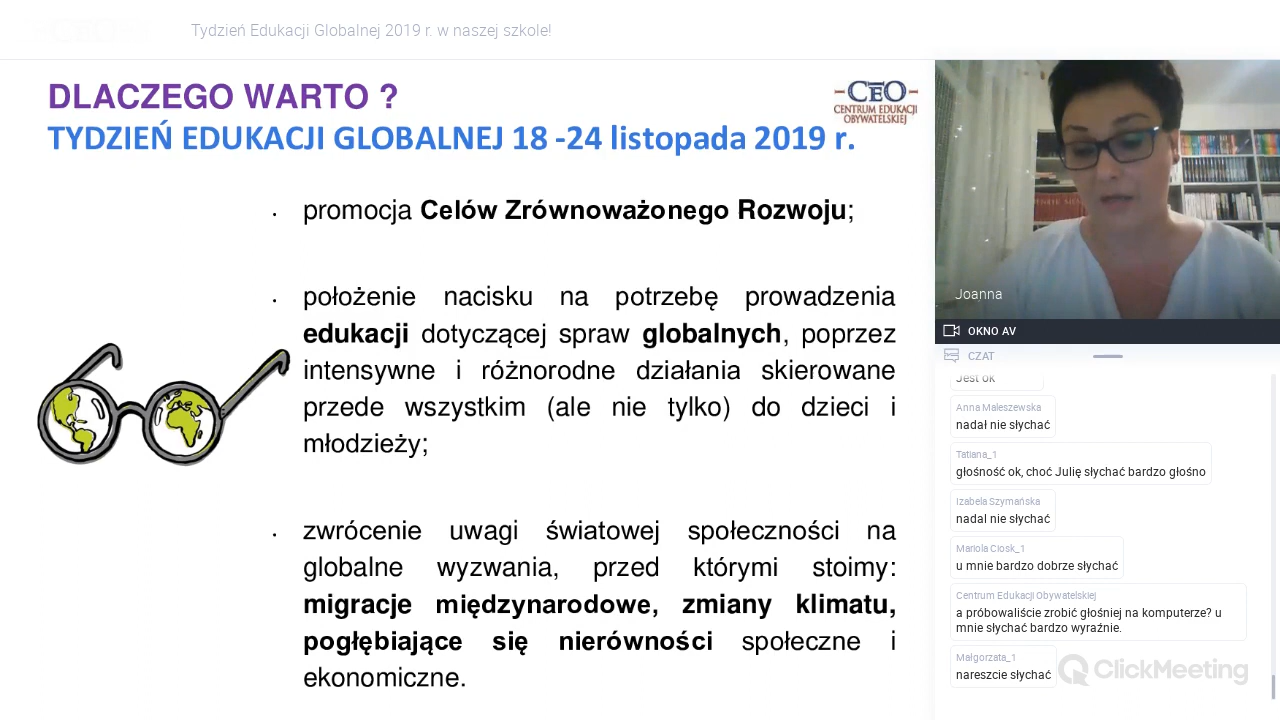 Tydzień Edukacji Globalnej 2019 r. w naszej szkole!
DLACZEGO WARTO ?
TYDZIEŃ EDUKACJI GLOBALNEJ 18 -24 listopada 2019 r.
CEO
CENTRUM EDUKACJI
OBYWATELSKIEJ
• promocja Celów Zrównoważonego Rozwoju;
• położenie nacisku na potrzebę prowadzenia
edukacji dotyczącej spraw globalnych, poprzez
intensywne i różnorodne działania skierowane
przede wszystkim (ale nie tylko) do dzieci i
młodzieży;
• zwrócenie uwagi światowej społeczności na
globalne wyzwania, przed którymi stoimy:
migracje międzynarodowe, zmiany klimatu,
pogłębiające się nierówności społeczne i
ekonomiczne.
Joanna
OKNO AV
CZAT
Jest ok
Anna Maleszewska
nadał nie słychać
Tatiana_1
głośność ok, choć Julię słychać bardzo głośno
Izabela Szymańska
nadal nie słychać
Mariola Ciosk_1
u mnie bardzo dobrze słychać
Centrum Edukacji Obywatelskiej
a próbowaliście zrobić głośniej na komputerze? u
mnie słychać bardzo wyraźnie.
Małgorzata_1
nareszcie słychać
ClickMeeting